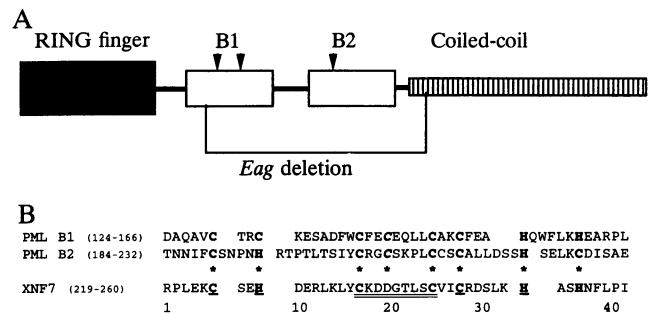 A
RING finger B1 B2 Coiled-coil
Eag deletion
B
PML B1 (124-166) DAQAVC TRC KESADFWCFECEQLLCAKCFEA HQWFLKHEARPL
PML B2 (184-232) TNNIFCSNPNH RTPTLTSIYCRGCSKPLCCSCALLDSSH SELKCDISAE
* * * * * * * *
XNF7 (219-260) RPLEKC SEH DERLKLYCKDDGTLSCVICRDSLK H ASHNFLPI
1 10 20 30 40